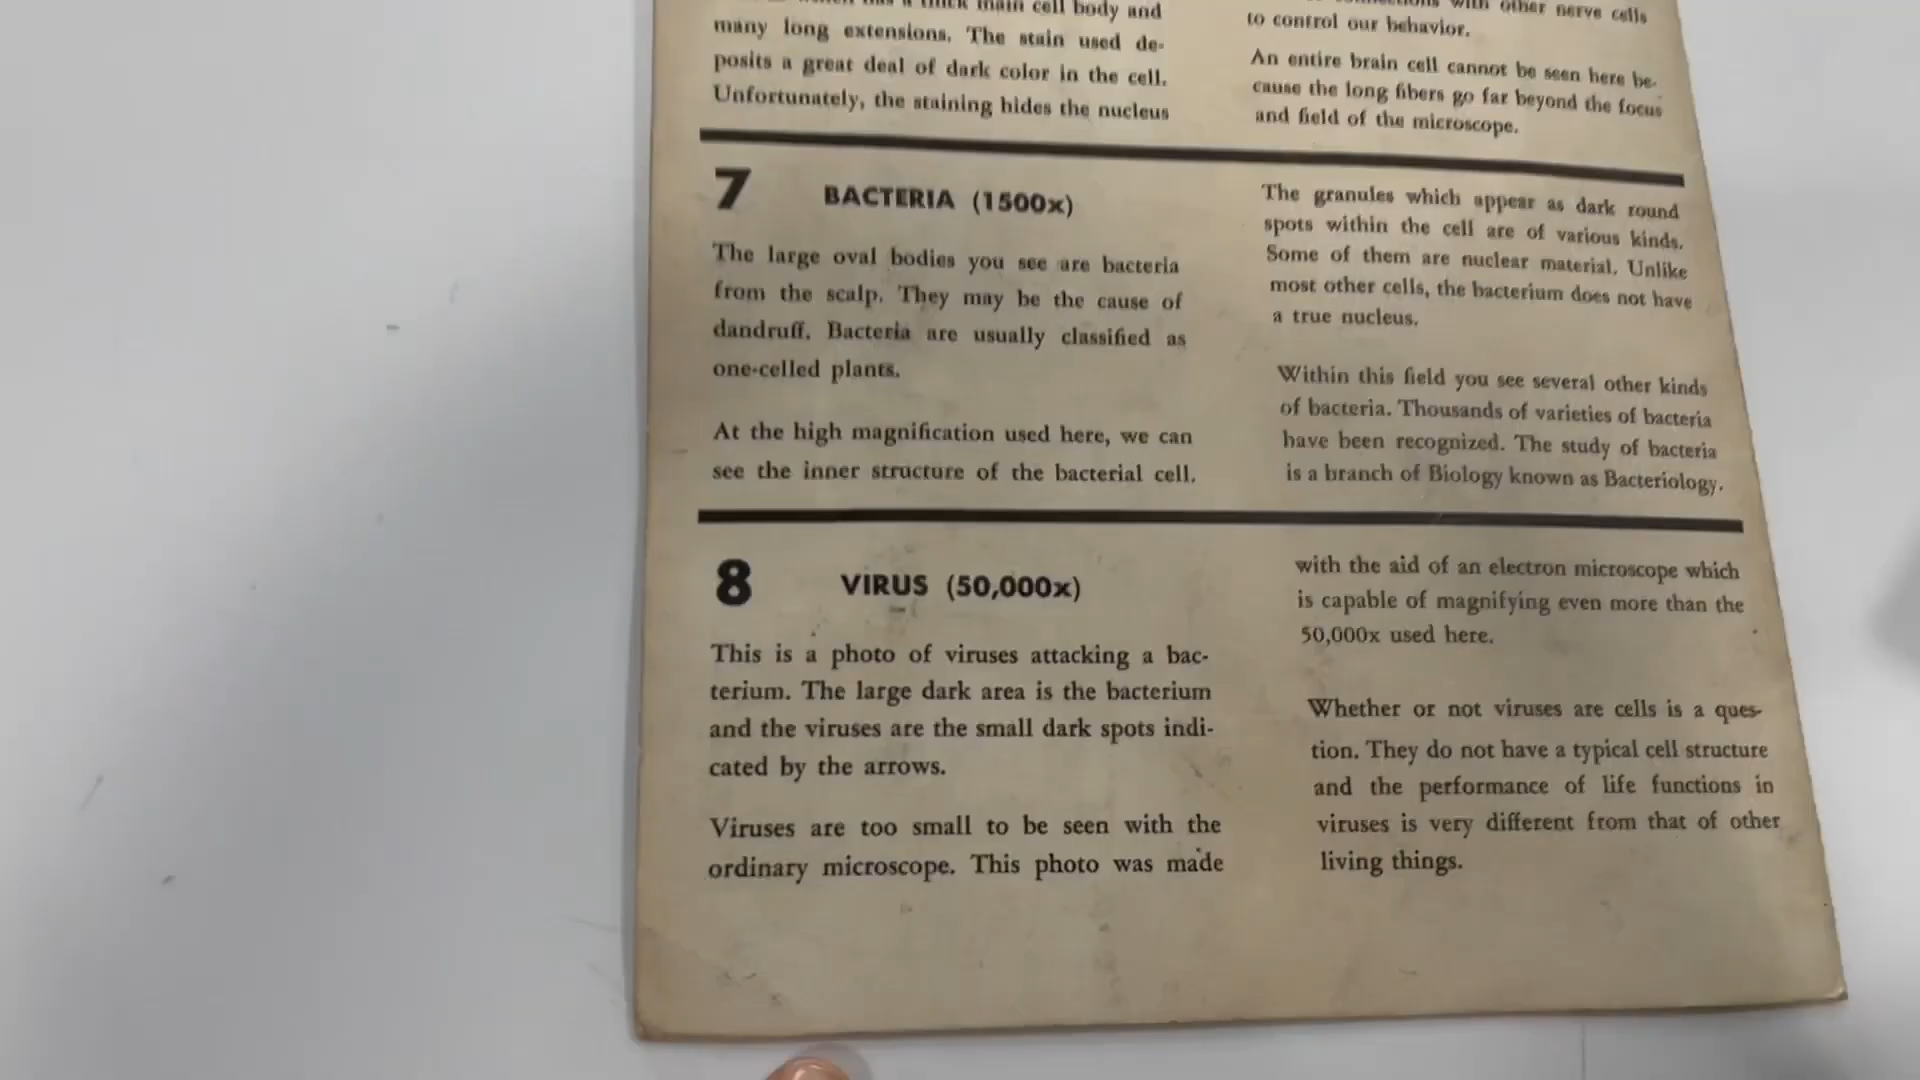 main cell body and
many long extensions. The stain used de-
posits a great deal of dark color in the cell.
Unfortunately, the staining hides the nucleus
with other nerve cells
to control our behavior.
An entire brain cell cannot be seen here be-
cause the long fibers go far beyond the focus
and field of the microscope.
7 BACTERIA (1500x)
The large oval bodies you see are bacteria
from the scalp. They may be the cause of
dandruff. Bacteria are usually classified as
one-celled plants.
At the high magnification used here, we can
see the inner structure of the bacterial cell.
The granules which appear as dark round
spots within the cell are of various kinds.
Some of them are nuclear material. Unlike
most other cells, the bacterium does not have
a true nucleus.
Within this field you see several other kinds
of bacteria. Thousands of varieties of bacteria
have been recognized. The study of bacteria
is a branch of Biology known as Bacteriology.
8 VIRUS (50,000x)
This is a photo of viruses attacking a bac-
terium. The large dark area is the bacterium
and the viruses are the small dark spots indi-
cated by the arrows.
Viruses are too small to be seen with the
ordinary microscope. This photo was made
with the aid of an electron microscope which
is capable of magnifying even more than the
50,000x used here.
Whether or not viruses are cells is a ques-
tion. They do not have a typical cell structure
and the performance of life functions in
viruses is very different from that of other
living things.